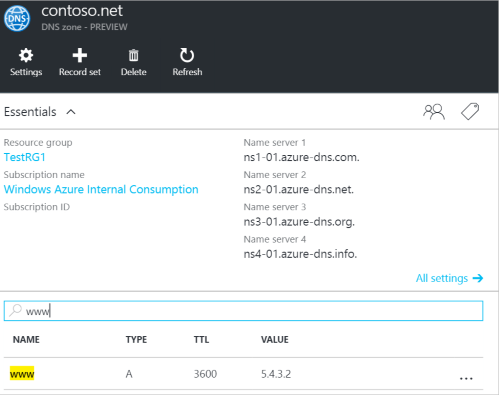 DNS
contoso.net
DNS zone - PREVIEW
Settings Record set Delete Refresh
Essentials
Resource group Name server 1
TestRG1 ns1-01.azure-dns.com.
Subscription name Name server 2
Windows Azure Internal Consumption ns2-01.azure-dns.net.
Subscription ID Name server 3
ns3-01.azure-dns.org.
Name server 4
ns4-01.azure-dns.info.
All settings →
www
NAME TYPE TTL VALUE
www A 3600 5.4.3.2 ...